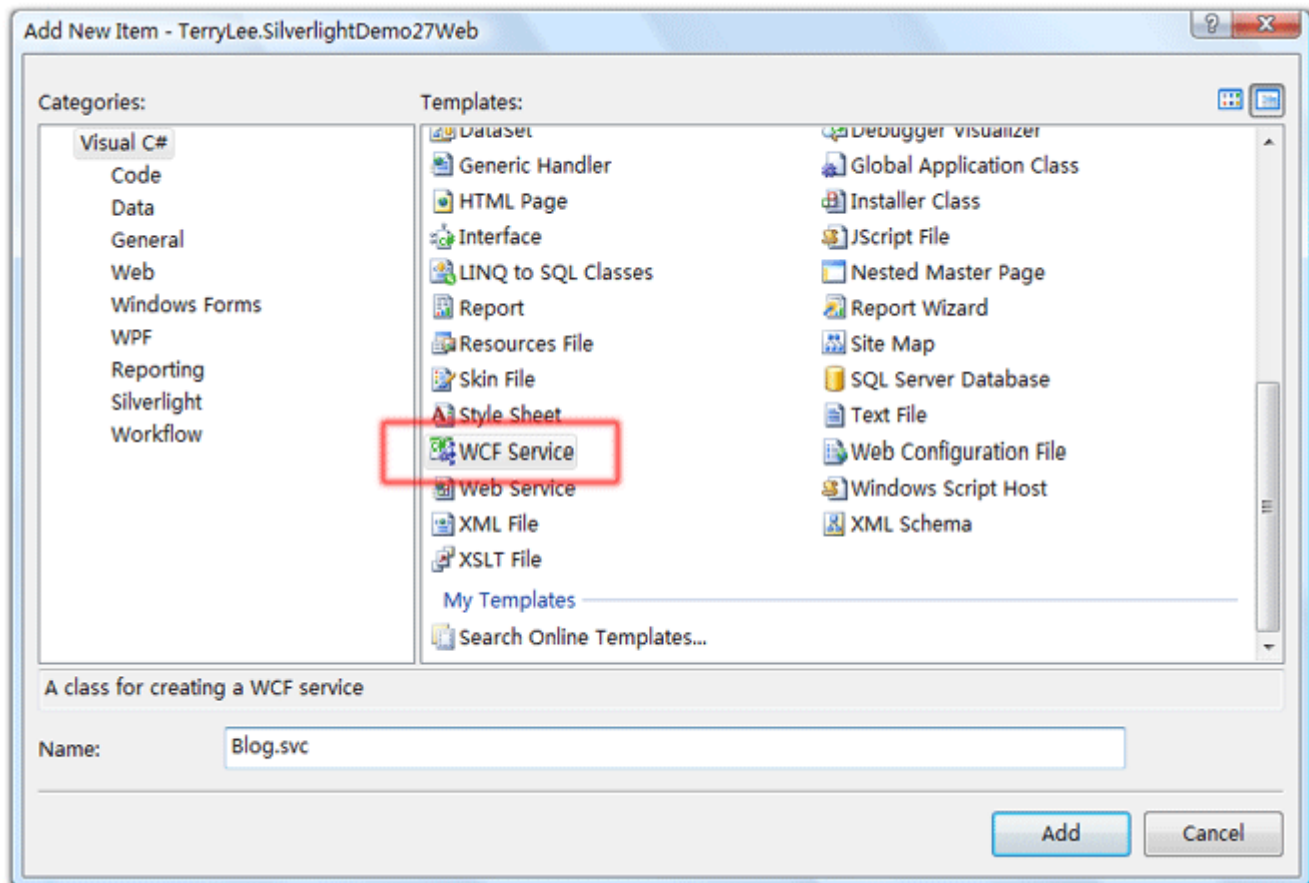 Add New Item - TerryLee.SilverlightDemo27Web
Categories:
Templates:
Visual C#
Code
Data
General
Web
Windows Forms
WPF
Reporting
Silverlight
Workflow
DataSet
Debugger Visualizer
Generic Handler
Global Application Class
HTML Page
Installer Class
Interface
JScript File
LINQ to SQL Classes
Nested Master Page
Report
Report Wizard
Resources File
Site Map
Skin File
SQL Server Database
Style Sheet
Text File
WCF Service
Web Configuration File
Web Service
Windows Script Host
XML File
XML Schema
XSLT File
My Templates
Search Online Templates...
A class for creating a WCF service
Name:
Blog.svc
Add
Cancel